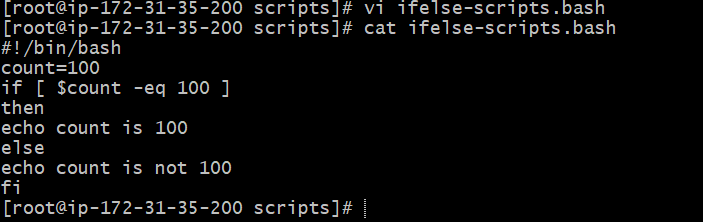 [root@ip-172-31-35-200 scripts]# vi ifelse-scripts.bash
[root@ip-172-31-35-200 scripts]# cat ifelse-scripts.bash
#!/bin/bash
count=100
if [ $count -eq 100 ]
then
echo count is 100
else
echo count is not 100
fi
[root@ip-172-31-35-200 scripts]#